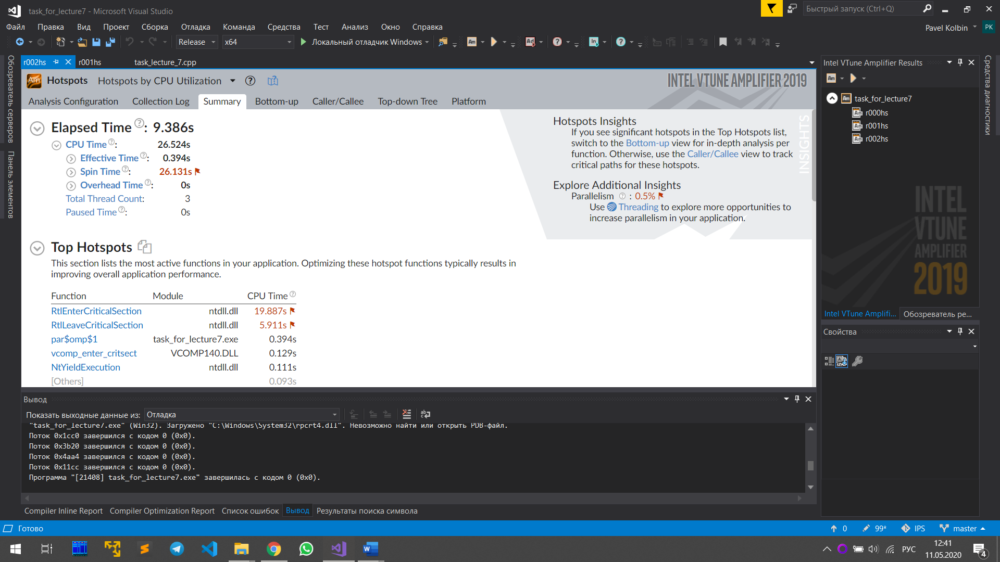 task_for_lecture7 - Microsoft Visual Studio
Быстрый запуск (Ctrl+Q)
Файл Правка Вид Проект Сборка Отладка Команда Средства Тест Анализ Окно Справка
Pavel Kolbin PK
Release x64 Локальный отладчик Windows
Обозреватель серверов
Панель элементов
r002hs r001hs task_lecture_7.cpp
Hotspots Hotspots by CPU Utilization
INTEL VTUNE AMPLIFIER 2019
Analysis Configuration Collection Log Summary Bottom-up Caller/Callee Top-down Tree Platform
Elapsed Time: 9.386s
CPU Time: 26.524s
Effective Time: 0.394s
Spin Time: 26.131s
Overhead Time: 0s
Total Thread Count: 3
Paused Time: 0s
Hotspots Insights
If you see significant hotspots in the Top Hotspots list,
switch to the Bottom-up view for in-depth analysis per
function. Otherwise, use the Caller/Callee view to track
critical paths for these hotspots.
Explore Additional Insights
Parallelism : 0.5%
Use Threading to explore more opportunities to
increase parallelism in your application.
INSIGHTS
Top Hotspots
This section lists the most active functions in your application. Optimizing these hotspot functions typically results in
improving overall application performance.
Function Module CPU Time
RtlEnterCriticalSection ntdll.dll 19.887s
RtlLeaveCriticalSection ntdll.dll 5.911s
par$omp$1 task_for_lecture7.exe 0.394s
vcomp_enter_critsect VCOMP140.DLL 0.129s
NtYieldExecution ntdll.dll 0.111s
[Others] 0.093s
Intel VTune Amplifier Results
task_for_lecture7
r000hs
r001hs
r002hs
INTEL
VTUNE
AMPLIFIER
2019
Intel VTune Amplifi... Обозреватель ре...
Свойства
Средства диагностики
Вывод
Показать выходные данные из: Отладка
"task_for_lecture7.exe" (Win32). Загружено "C:\Windows\System32\rpcrt4.dll". Невозможно найти или открыть PDB-файл.
Поток 0x1cc0 завершился с кодом 0 (0x0).
Поток 0x3b20 завершился с кодом 0 (0x0).
Поток 0x4aa4 завершился с кодом 0 (0x0).
Поток 0x11cc завершился с кодом 0 (0x0).
Программа "[21408] task_for_lecture7.exe" завершилась с кодом 0 (0x0).
Compiler Inline Report Compiler Optimization Report Список ошибок Вывод Результаты поиска символа
Готово 0 99* IPS master
РУС 12:41
11.05.2020 4